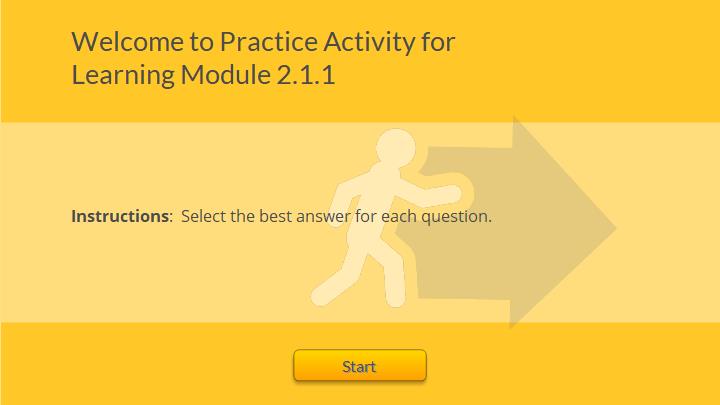 Welcome to Practice Activity for
Learning Module 2.1.1
Instructions:  Select the best answer for each question.
Start